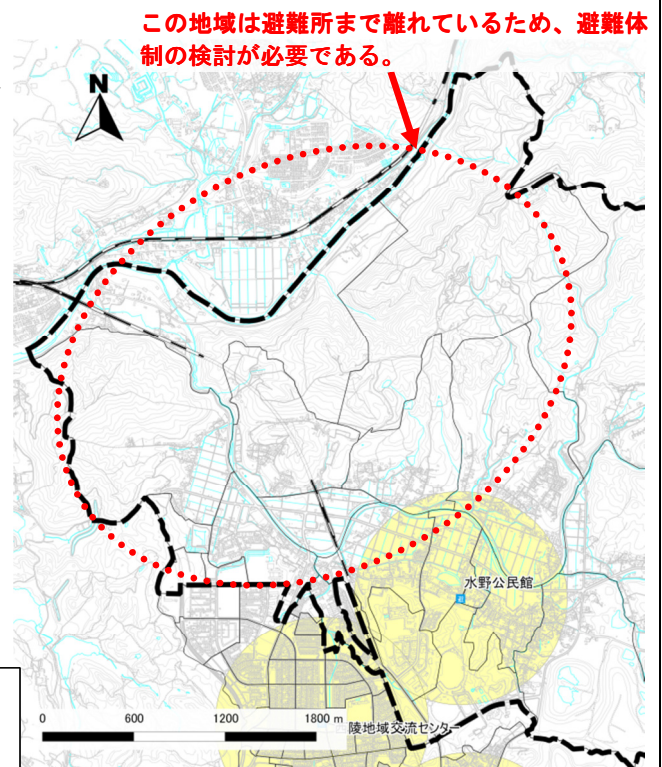 この地域は避難所まで離れているため、避難体
制の検討が必要である。
N
水野公民館
0 600 1200 1800 m
陵地域交流センター